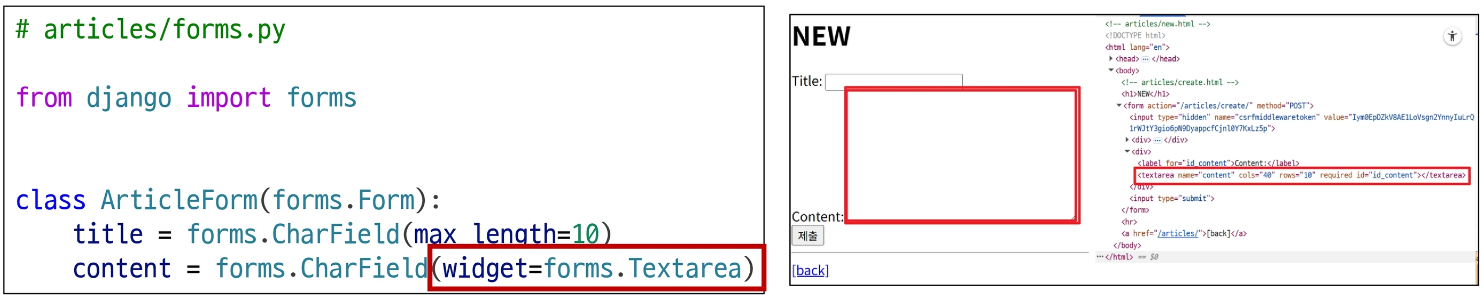 # articles/forms.py
from django import forms
class ArticleForm(forms.Form):
title = forms.CharField(max_length=10)
content = forms.CharField(widget=forms.Textarea)
NEW
Title:
Content:
제출
[back]
<!-- articles/new.html -->
<!DOCTYPE html>
<html lang="en">
<head> ⋯ </head>
<body>
<!-- articles/create.html -->
<h1>NEW</h1>
<form action="/articles/create/" method="POST">
<input type="hidden" name="csrfmiddlewaretoken" value="
<div> ⋯ </div>
<div>
<label for="id_content">Content:</label>
<textarea name="content" cols="40" rows="10" required id="id_content"></textarea>
</div>
<input type="submit">
</form>
<hr>
<a href="/articles/">[back]</a>
</body>
</html> == $0